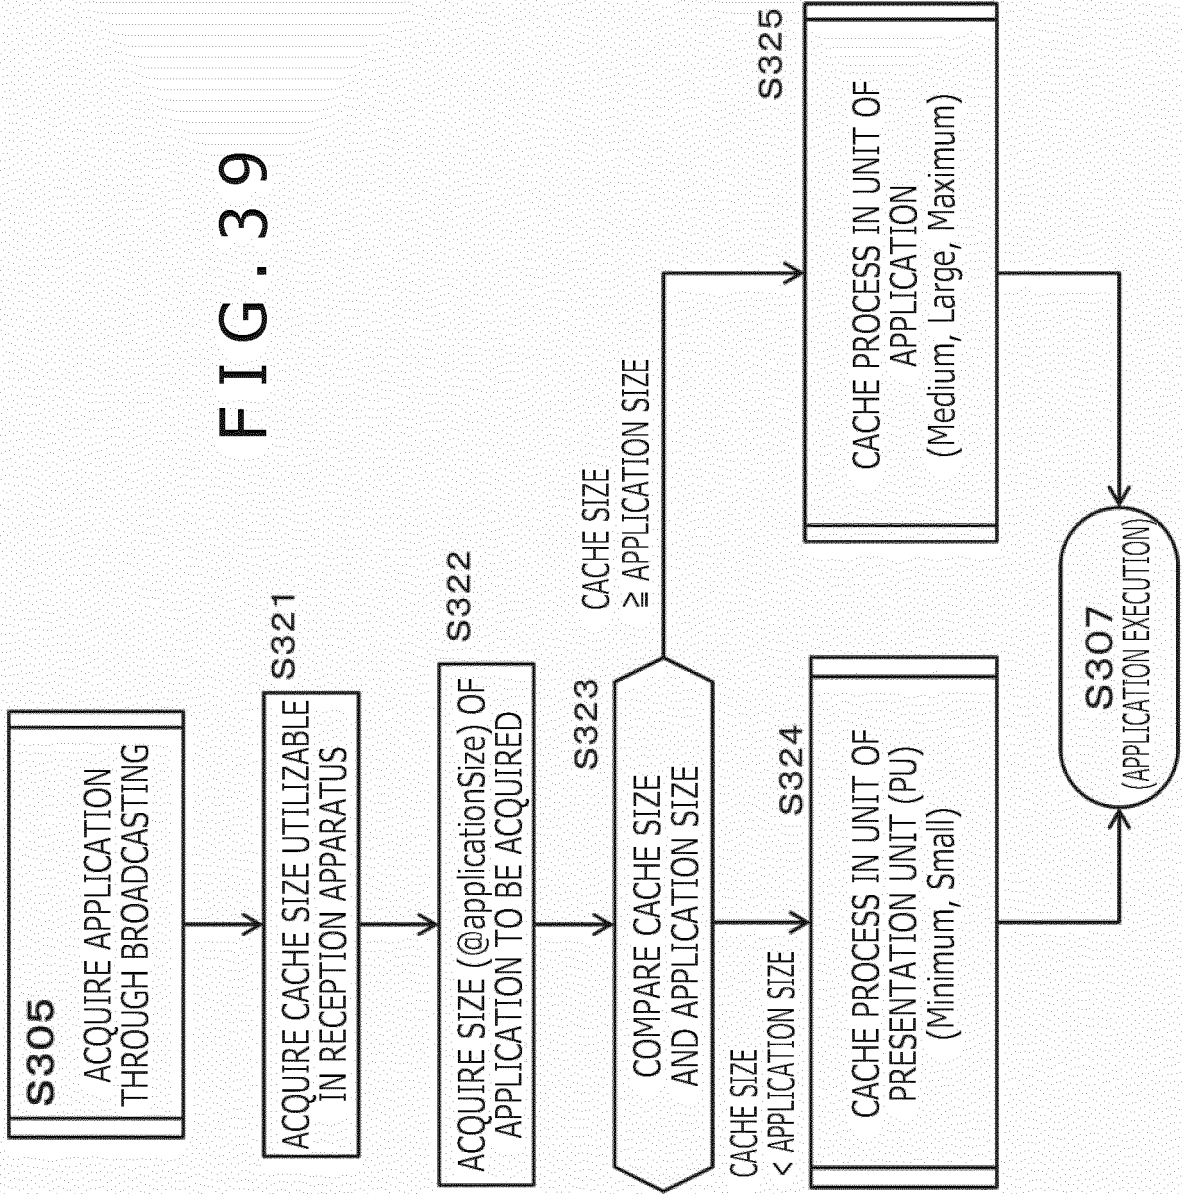 FIG.39
S305
ACQUIRE APPLICATION
THROUGH BROADCASTING
S321
ACQUIRE CACHE SIZE UTILIZABLE
IN RECEPTION APPARATUS
S322
ACQUIRE SIZE (@applicationSize) OF
APPLICATION TO BE ACQUIRED
S323
COMPARE CACHE SIZE
AND APPLICATION SIZE
CACHE SIZE
< APPLICATION SIZE
CACHE SIZE
≧ APPLICATION SIZE
S324
CACHE PROCESS IN UNIT OF
PRESENTATION UNIT (PU)
(Minimum, Small)
S325
CACHE PROCESS IN UNIT OF
APPLICATION
(Medium, Large, Maximum)
S307
(APPLICATION EXECUTION)